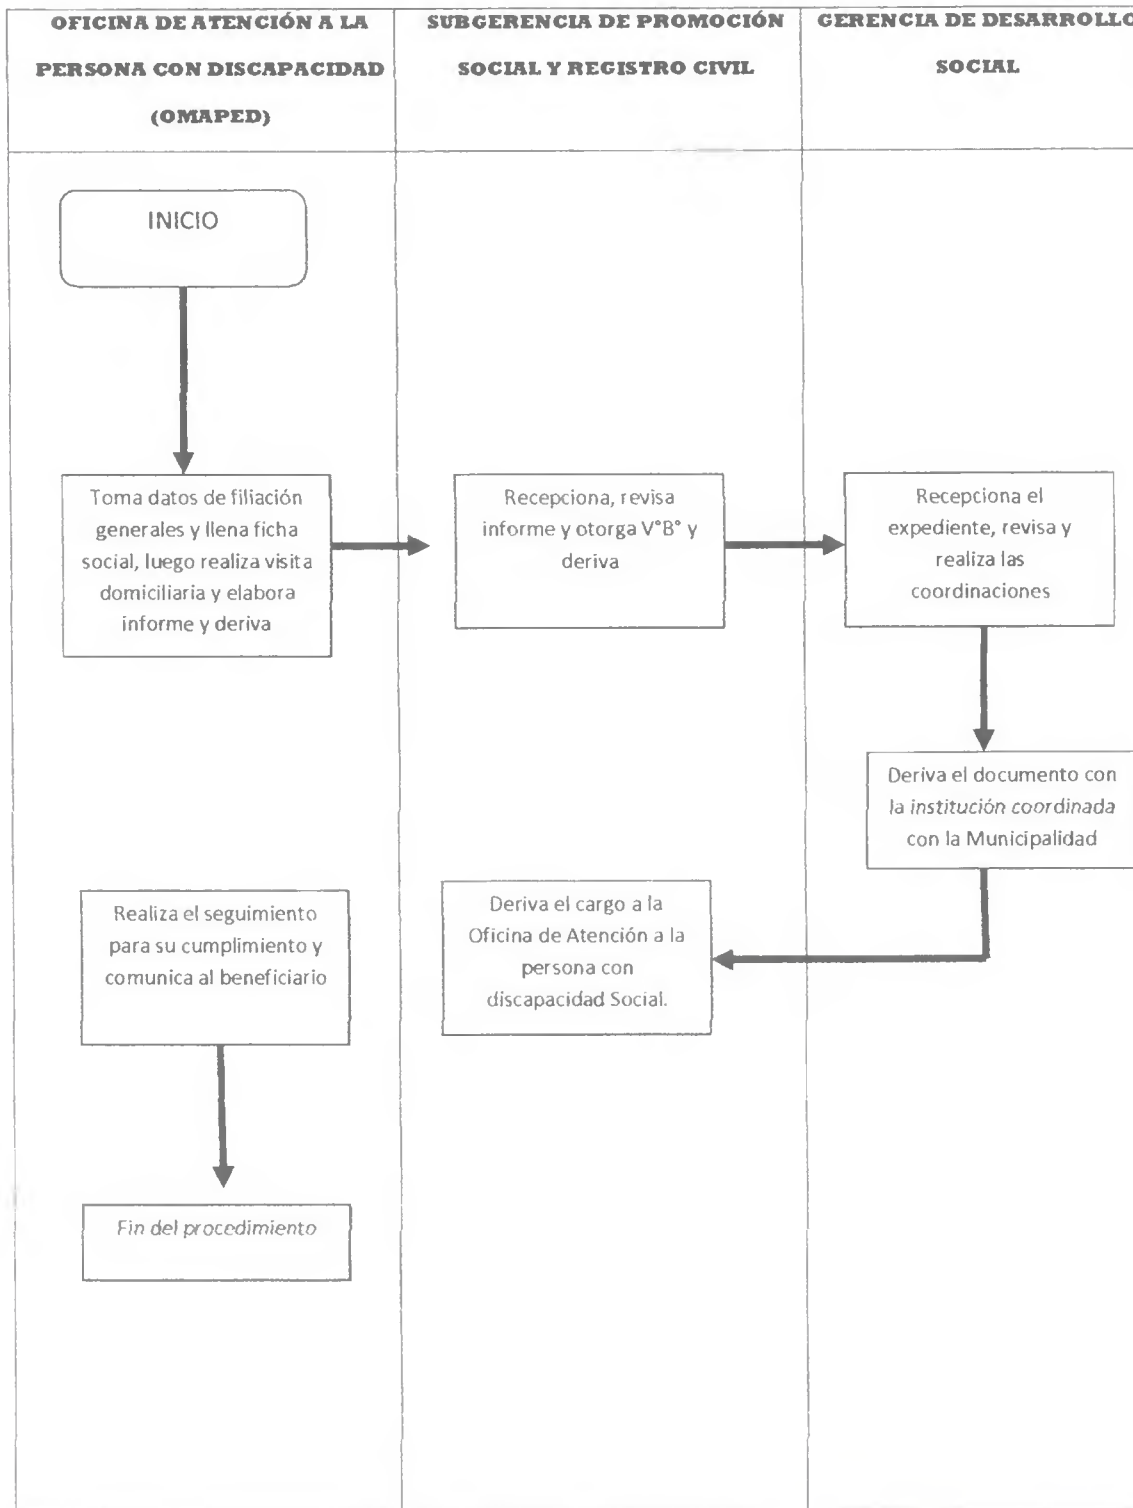 OFICINA DE ATENCIÓN A LA
PERSONA CON DISCAPACIDAD
(OMAPED)
SUBGERENCIA DE PROMOCIÓN
SOCIAL Y REGISTRO CIVIL
GERENCIA DE DESARROLLO
SOCIAL
INICIO
Toma datos de filiación
generales y llena ficha
social, luego realiza visita
domiciliaria y elabora
informe y deriva
Recepciona, revisa
informe y otorga V°B° y
deriva
Recepciona el
expediente, revisa y
realiza las
coordinaciones
Deriva el documento con
la institución coordinada
con la Municipalidad
Deriva el cargo a la
Oficina de Atención a la
persona con
discapacidad Social.
Realiza el seguimiento
para su cumplimiento y
comunica al beneficiario
Fin del procedimiento